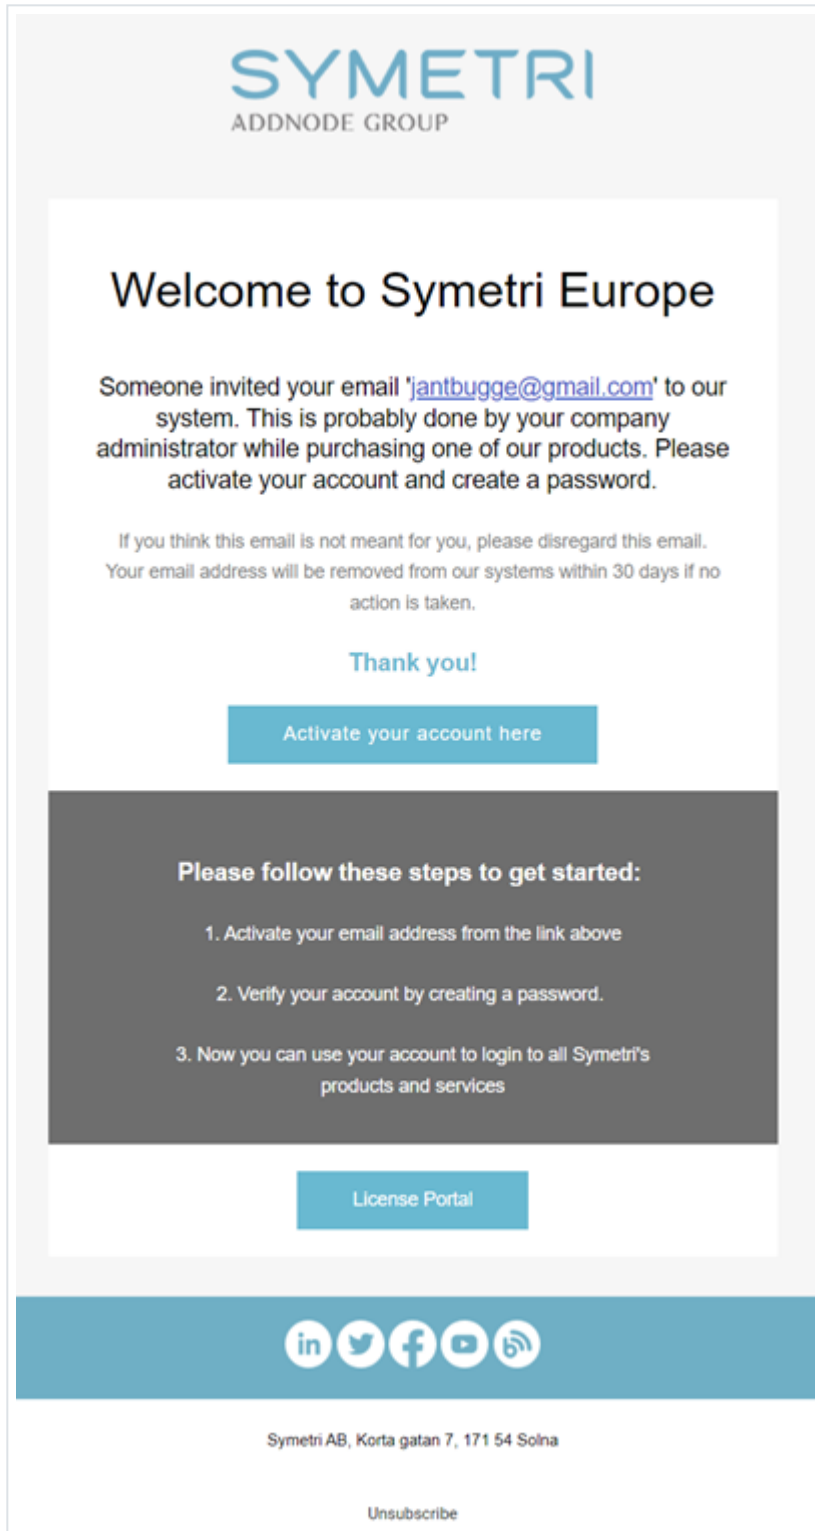 SYMETRI
ADDNODE GROUP
Welcome to Symetri Europe
Someone invited your email 'jantbugge@gmail.com' to our
system. This is probably done by your company
administrator while purchasing one of our products. Please
activate your account and create a password.
If you think this email is not meant for you, please disregard this email.
Your email address will be removed from our systems within 30 days if no
action is taken.
Thank you!
Activate your account here
Please follow these steps to get started:
1. Activate your email address from the link above
2. Verify your account by creating a password.
3. Now you can use your account to login to all Symetri's
products and services
License Portal
in
Symetri AB, Korta gatan 7, 171 54 Solna
Unsubscribe